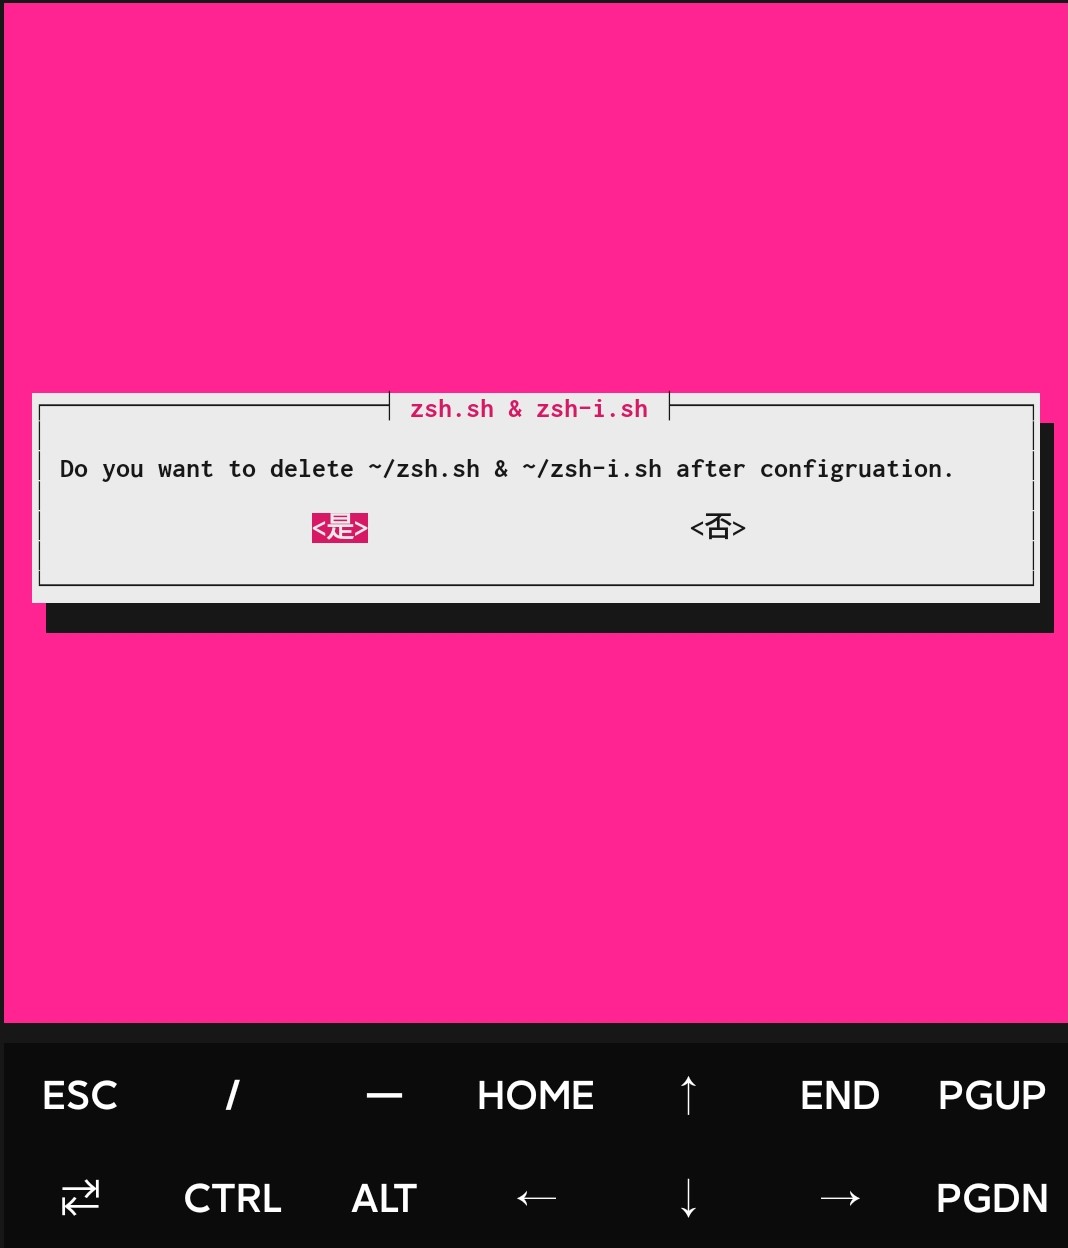 zsh.sh & zsh-i.sh
Do you want to delete ~/zsh.sh & ~/zsh-i.sh after configruation.
<是> <否>
ESC / — HOME ↑ END PGUP
⇄ CTRL ALT ← ↓ → PGDN